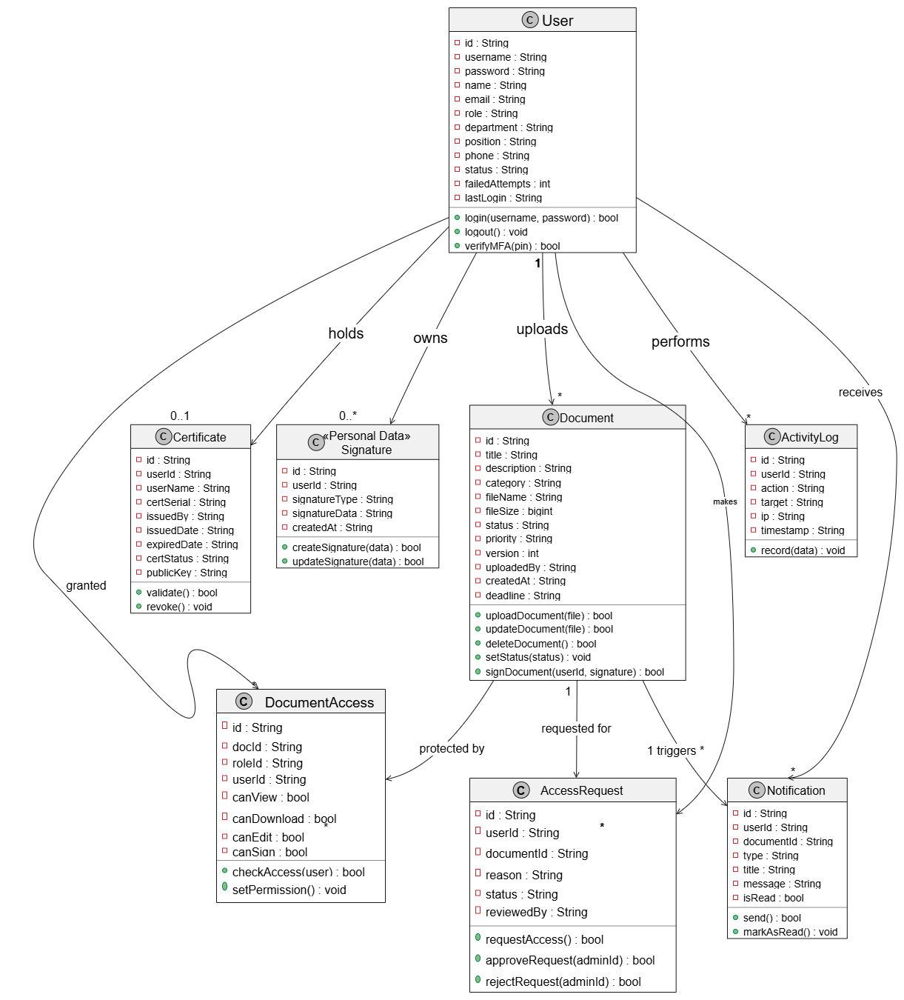 C User
id : String
username : String
password : String
name : String
email : String
role : String
department : String
position : String
phone : String
status : String
failedAttempts : int
lastLogin : String
login(username, password) : bool
logout() : void
verifyMFA(pin) : bool
1
holds
owns
uploads
performs
receives
makes
granted
0..1
C Certificate
id : String
userId : String
userName : String
certSerial : String
issuedBy : String
issuedDate : String
expiredDate : String
certStatus : String
publicKey : String
validate() : bool
revoke() : void
0..*
C «Personal Data»
Signature
id : String
userId : String
signatureType : String
signatureData : String
createdAt : String
createSignature(data) : bool
updateSignature(data) : bool
*
C Document
id : String
title : String
description : String
category : String
fileName : String
fileSize : bigint
status : String
priority : String
version : int
uploadedBy : String
createdAt : String
deadline : String
uploadDocument(file) : bool
updateDocument(file) : bool
deleteDocument() : bool
setStatus(status) : void
signDocument(userId, signature) : bool
*
C ActivityLog
id : String
userId : String
action : String
target : String
ip : String
timestamp : String
record(data) : void
1
protected by
requested for
1 triggers *
*
C DocumentAccess
id : String
docId : String
roleId : String
userId : String
canView : bool
canDownload : bool
*
canEdit : bool
canSign : bool
checkAccess(user) : bool
setPermission() : void
C AccessRequest
id : String
userId : String *
documentId : String
reason : String
status : String
reviewedBy : String
requestAccess() : bool
approveRequest(adminId) : bool
rejectRequest(adminId) : bool
*
C Notification
id : String
userId : String
documentId : String
type : String
title : String
message : String
isRead : bool
send() : bool
markAsRead() : void